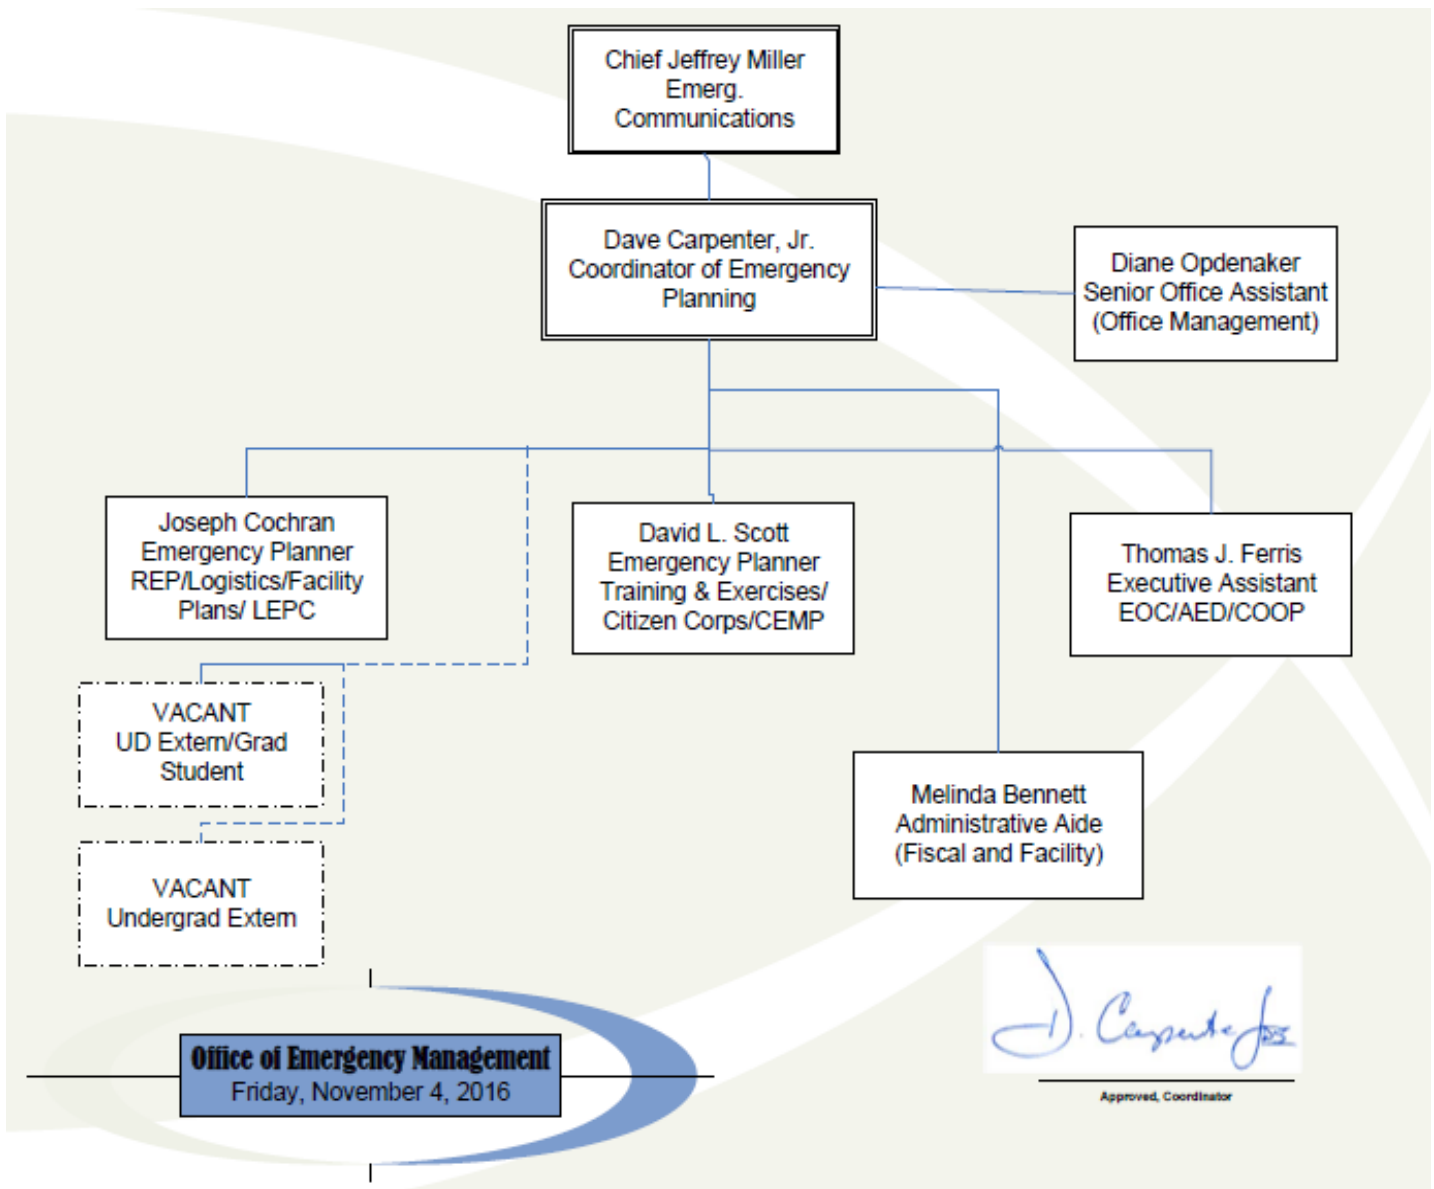 Chief Jeffrey Miller
Emerg.
Communications
Dave Carpenter, Jr.
Coordinator of Emergency
Planning
Diane Opdenaker
Senior Office Assistant
(Office Management)
Joseph Cochran
Emergency Planner
REP/Logistics/Facility
Plans/ LEPC
David L. Scott
Emergency Planner
Training & Exercises/
Citizen Corps/CEMP
Thomas J. Ferris
Executive Assistant
EOC/AED/COOP
VACANT
UD Extern/Grad
Student
Melinda Bennett
Administrative Aide
(Fiscal and Facility)
VACANT
Undergrad Extern
D. Carpenter
Office of Emergency Management
Friday, November 4, 2016
Approved, Coordinator